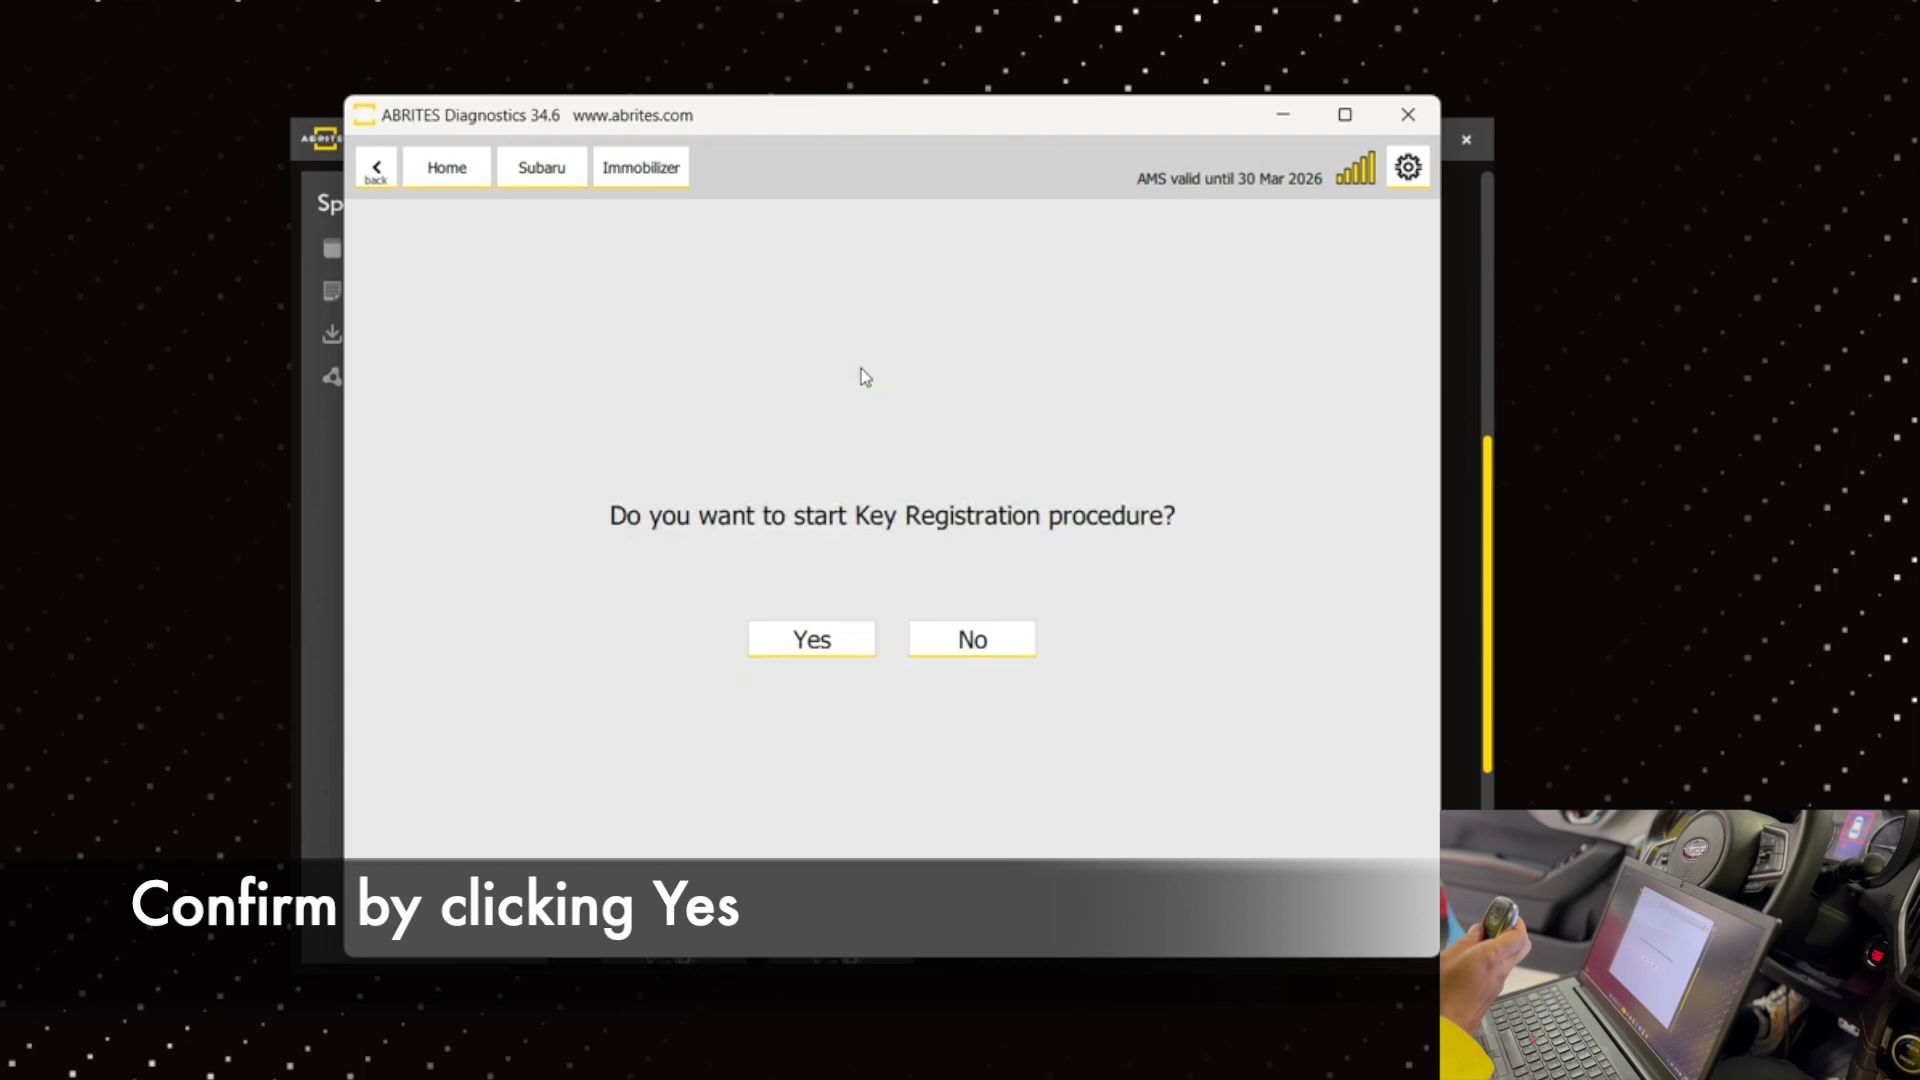 ABRITES Diagnostics 34.6 www.abrites.com
ABRITES
back
Home
Subaru
Immobilizer
AMS valid until 30 Mar 2026
Sp
Do you want to start Key Registration procedure?
Yes
No
Confirm by clicking Yes